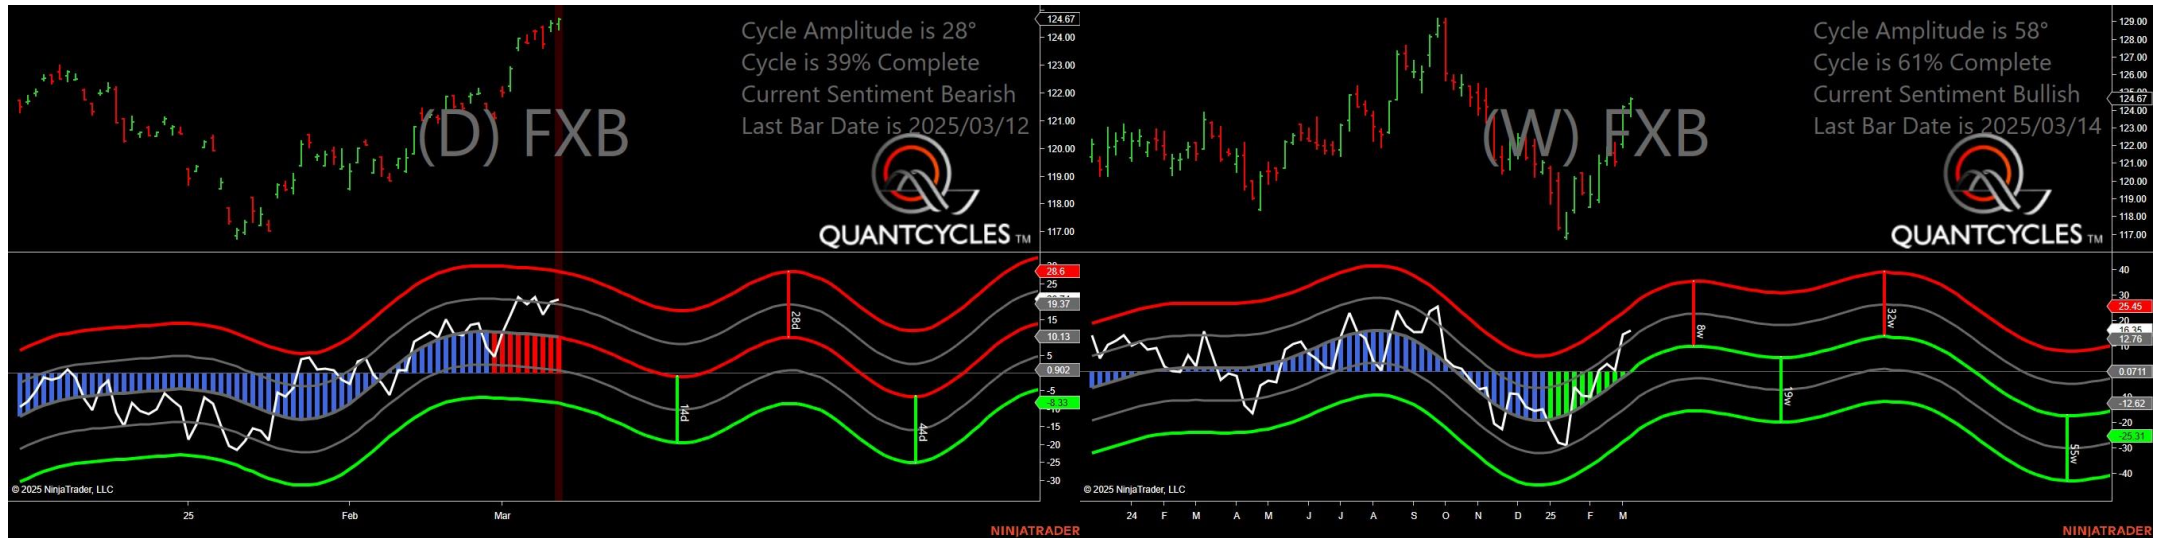 Cycle Amplitude is 28°
Cycle is 39% Complete
Current Sentiment Bearish
Last Bar Date is 2025/03/12
(D) FXB
QUANTCYCLES TM
124.67
124.00
123.00
122.00
121.00
120.00
119.00
118.00
117.00
28.6
25
19.37
15
10.13
5
0.902
-5
-8.33
-15
-20
-25
-30
28d
14d
44d
© 2025 NinjaTrader, LLC
25 Feb Mar
NINJATRADER
Cycle Amplitude is 58°
Cycle is 61% Complete
Current Sentiment Bullish
Last Bar Date is 2025/03/14
(W) FXB
QUANTCYCLES TM
129.00
128.00
127.00
126.00
124.67
124.00
123.00
122.00
121.00
120.00
119.00
118.00
117.00
40
30
25.45
20
16.35
12.76
0.0711
-12.62
-20
-25.31
-30
-40
8w
19w
32w
55w
© 2025 NinjaTrader, LLC
24 F M A M J J A S O N D 25 F M
NINJATRADER